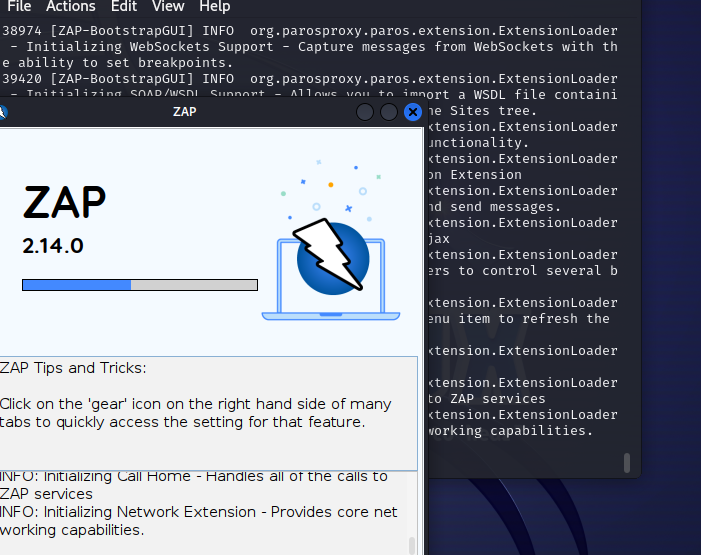 File Actions Edit View Help
38974 [ZAP-BootstrapGUI] INFO  org.parosproxy.paros.extension.ExtensionLoader
 - Initializing WebSockets Support - Capture messages from WebSockets with th
e ability to set breakpoints.
39420 [ZAP-BootstrapGUI] INFO  org.parosproxy.paros.extension.ExtensionLoader
 - Initializing SOAP/WSDL Support - Allows you to import a WSDL file containi
he Sites tree.
xtension.ExtensionLoader
unctionality.
xtension.ExtensionLoader
on Extension
xtension.ExtensionLoader
nd send messages.
xtension.ExtensionLoader
jax
xtension.ExtensionLoader
ers to control several b
xtension.ExtensionLoader
enu item to refresh the
xtension.ExtensionLoader
xtension.ExtensionLoader
to ZAP services
xtension.ExtensionLoader
working capabilities.
ZAP
ZAP
2.14.0
ZAP Tips and Tricks:
Click on the 'gear' icon on the right hand side of many
tabs to quickly access the setting for that feature.
INFO: Initializing Call Home - Handles all of the calls to
ZAP services
INFO: Initializing Network Extension - Provides core net
working capabilities.